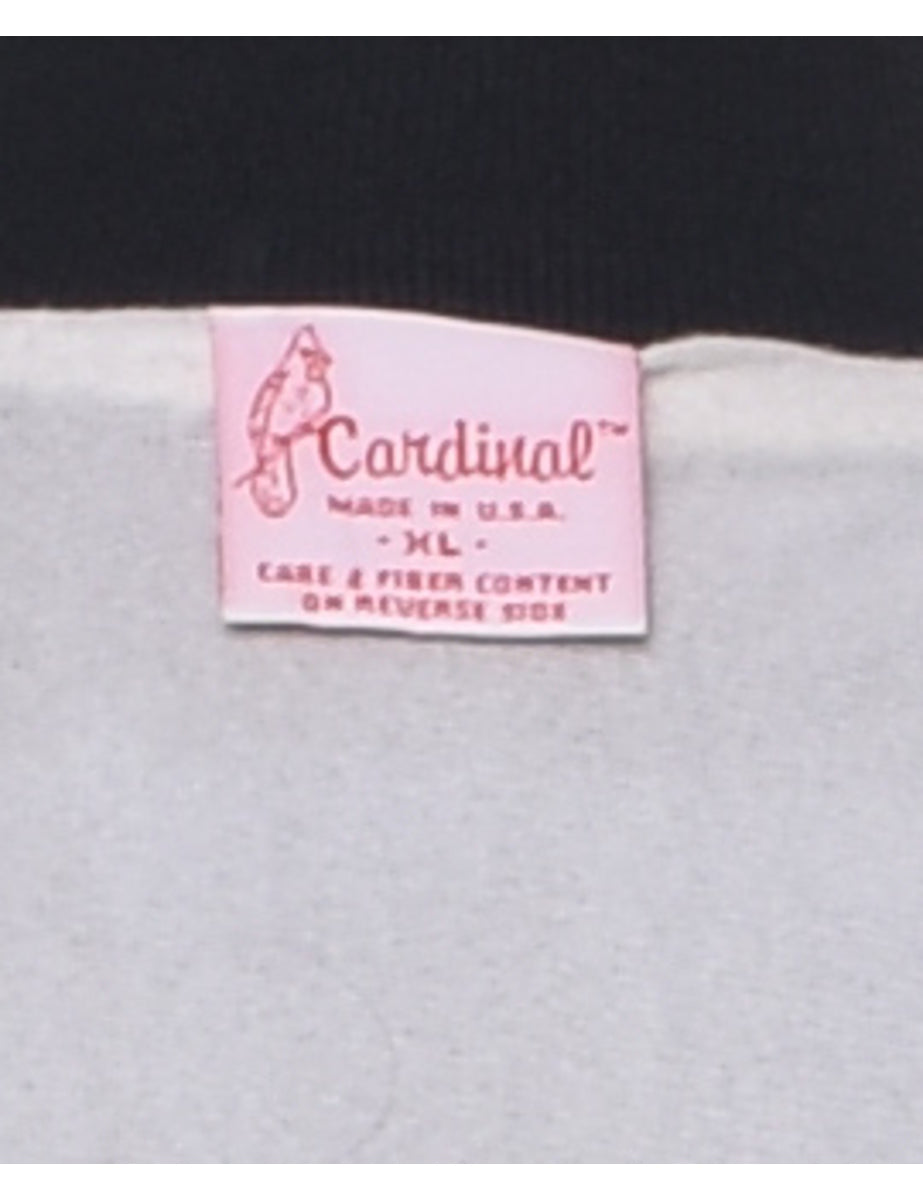 Cardinal™
MADE IN U.S.A.
- XL -
CARE & FIBER CONTENT
ON REVERSE SIDE